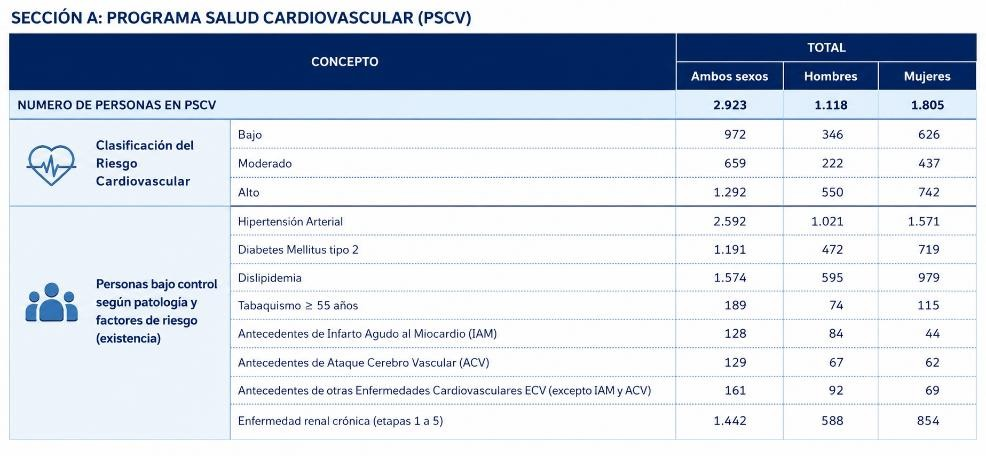 SECCIÓN A: PROGRAMA SALUD CARDIOVASCULAR (PSCV)
CONCEPTO
TOTAL
Ambos sexos Hombres Mujeres
NUMERO DE PERSONAS EN PSCV 2.923 1.118 1.805
Clasificación del
Riesgo
Cardiovascular
Bajo 972 346 626
Moderado 659 222 437
Alto 1.292 550 742
Personas bajo control
según patología y
factores de riesgo
(existencia)
Hipertensión Arterial 2.592 1.021 1.571
Diabetes Mellitus tipo 2 1.191 472 719
Dislipidemia 1.574 595 979
Tabaquismo ≥ 55 años 189 74 115
Antecedentes de Infarto Agudo al Miocardio (IAM) 128 84 44
Antecedentes de Ataque Cerebro Vascular (ACV) 129 67 62
Antecedentes de otras Enfermedades Cardiovasculares ECV (excepto IAM y ACV) 161 92 69
Enfermedad renal crónica (etapas 1 a 5) 1.442 588 854